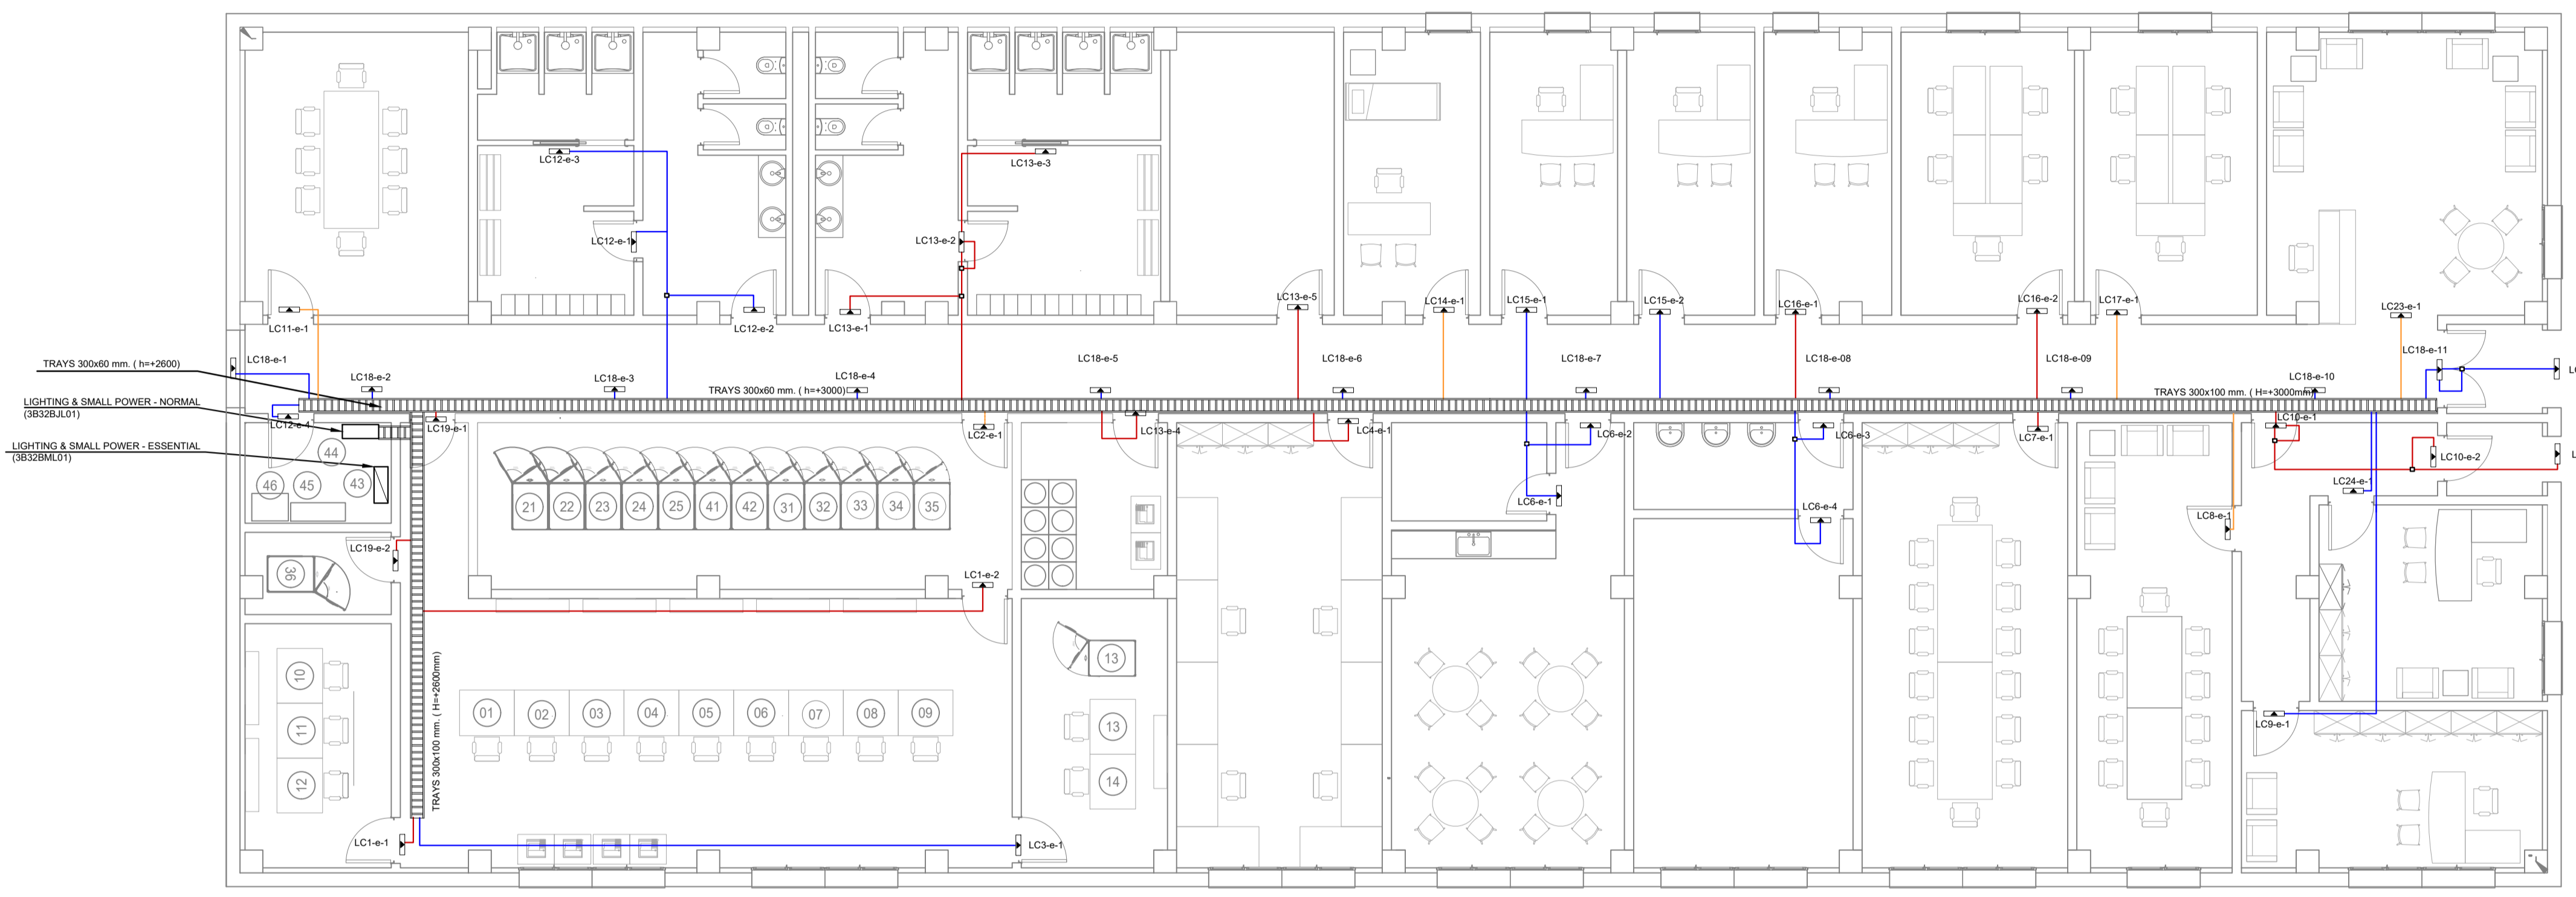 LC12-e-3
LC13-e-3
LC12-e-1
LC13-e-2
LC11-e-1
LC12-e-2
LC13-e-1
LC13-e-5
LC14-e-1
LC15-e-1
LC15-e-2
LC16-e-1
LC16-e-2
LC17-e-1
LC23-e-1
TRAYS 300x60 mm. ( h=+2600)
LC18-e-1
LC18-e-2
LC18-e-3
LC18-e-4
LC18-e-5
LC18-e-6
LC18-e-7
LC18-e-08
LC18-e-09
LC18-e-10
LC18-e-11
TRAYS 300x60 mm. ( h=+3000)
TRAYS 300x100 mm. ( H=+3000mm)
LIGHTING & SMALL POWER - NORMAL
(3B32BJL01)
LIGHTING & SMALL POWER - ESSENTIAL
(3B32BML01)
LC12-e-4
LC19-e-1
LC2-e-1
LC13-e-4
LC4-e-1
LC6-e-2
LC6-e-3
LC7-e-1
LC10-e-1
LC10-e-2
44
46
45
43
21
22
23
24
25
41
42
31
32
33
34
35
LC6-e-1
LC6-e-4
LC8-e-1
LC24-e-1
LC19-e-2
36
LC1-e-2
TRAYS 300x100 mm. ( H=+2600mm)
10
11
12
01
02
03
04
05
06
07
08
09
13
13
14
LC9-e-1
LC1-e-1
LC3-e-1